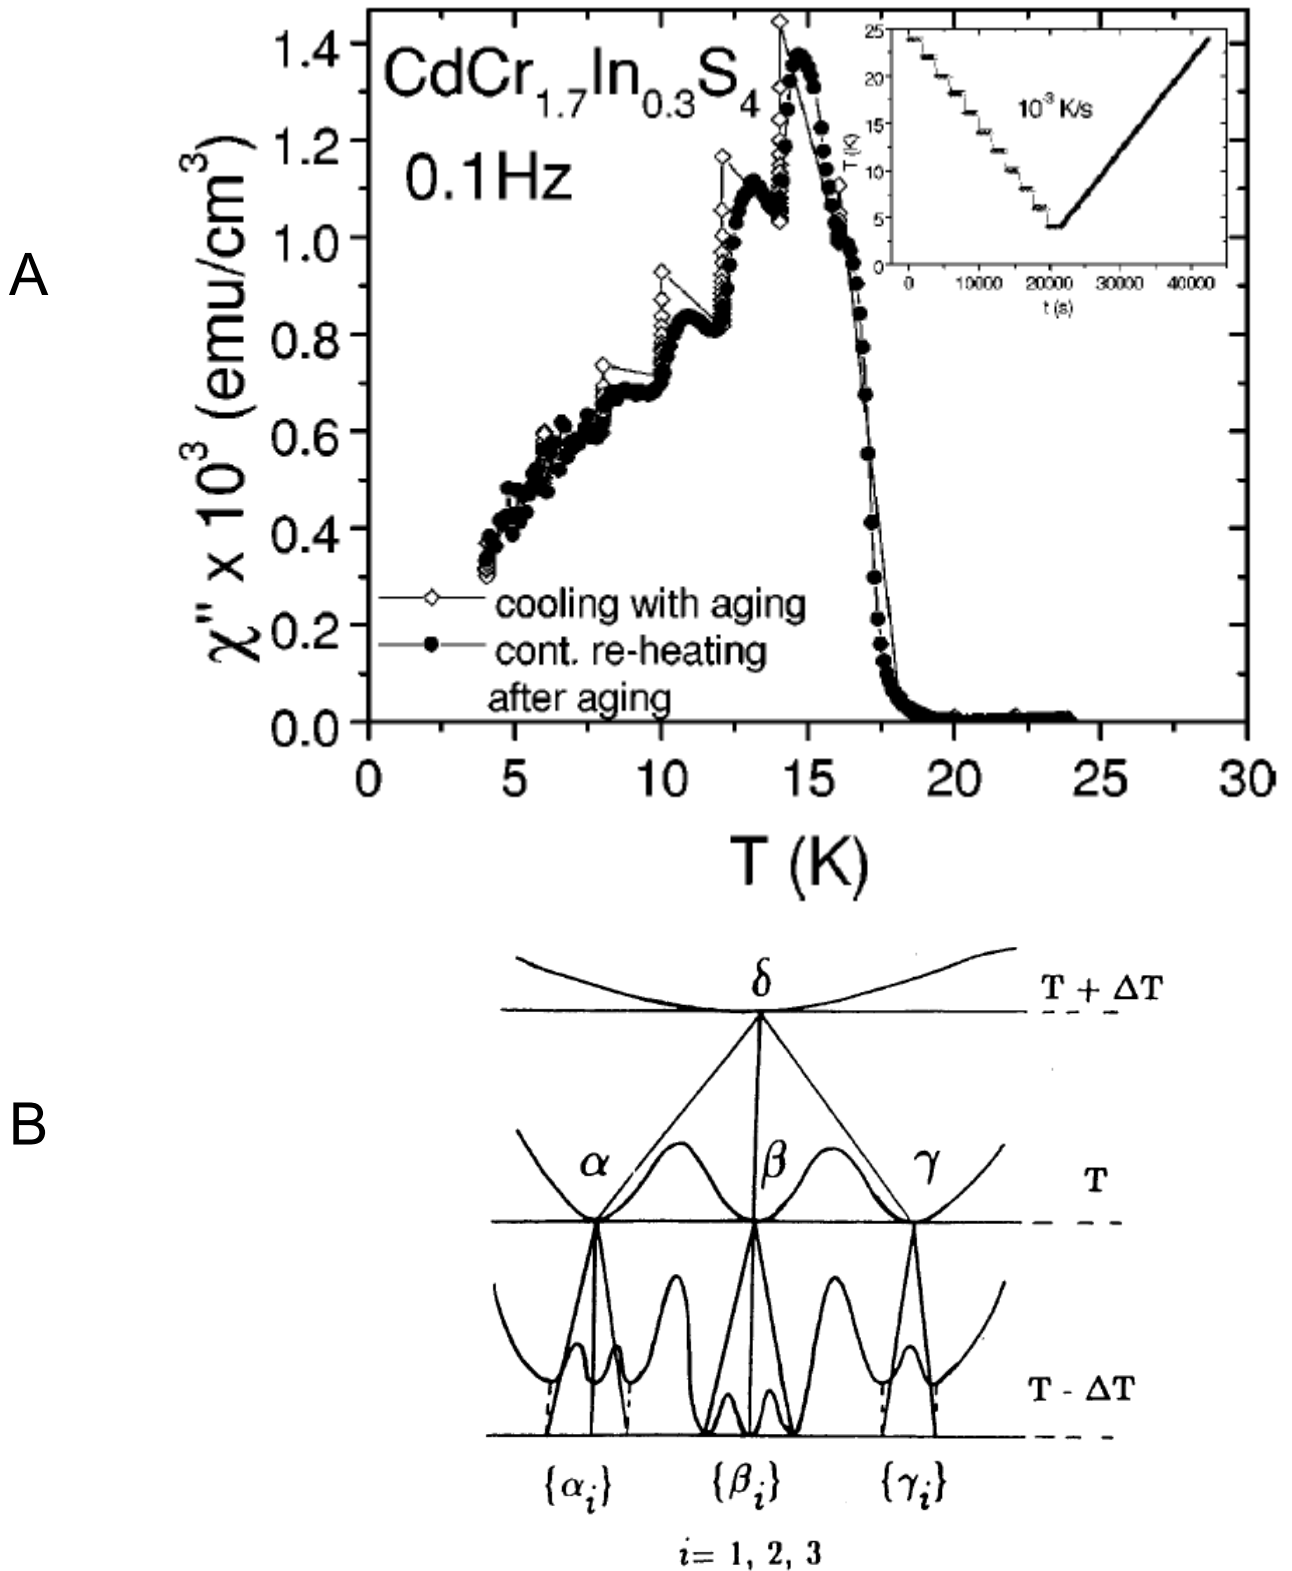 A
CdCr1.7In0.3S4
0.1Hz
χ'' x 10³ (emu/cm³)
1.4
1.2
1.0
0.8
0.6
0.4
0.2
0.0
0 5 10 15 20 25 30
T (K)
cooling with aging
cont. re-heating
after aging
25
20
15
10
5
0
T (K)
10⁻³ K/s
0 10000 20000 30000 40000
t (s)
B
δ
T + ΔT
α β γ
T
T - ΔT
{αi} {βi} {γi}
i= 1, 2, 3